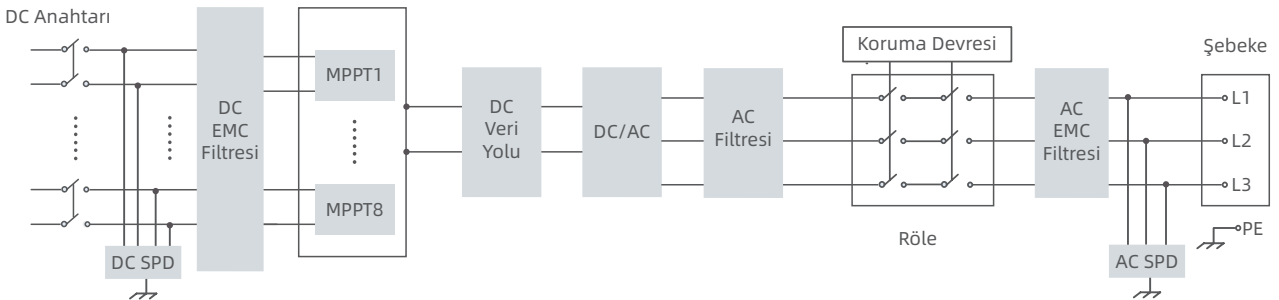 DC Anahtarı
DC SPD
DC
EMC
Filtresi
MPPT1
MPPT8
DC
Veri
Yolu
DC/AC
AC
Filtresi
Koruma Devresi
Röle
AC
EMC
Filtresi
AC SPD
Şebeke
L1
L2
L3
PE